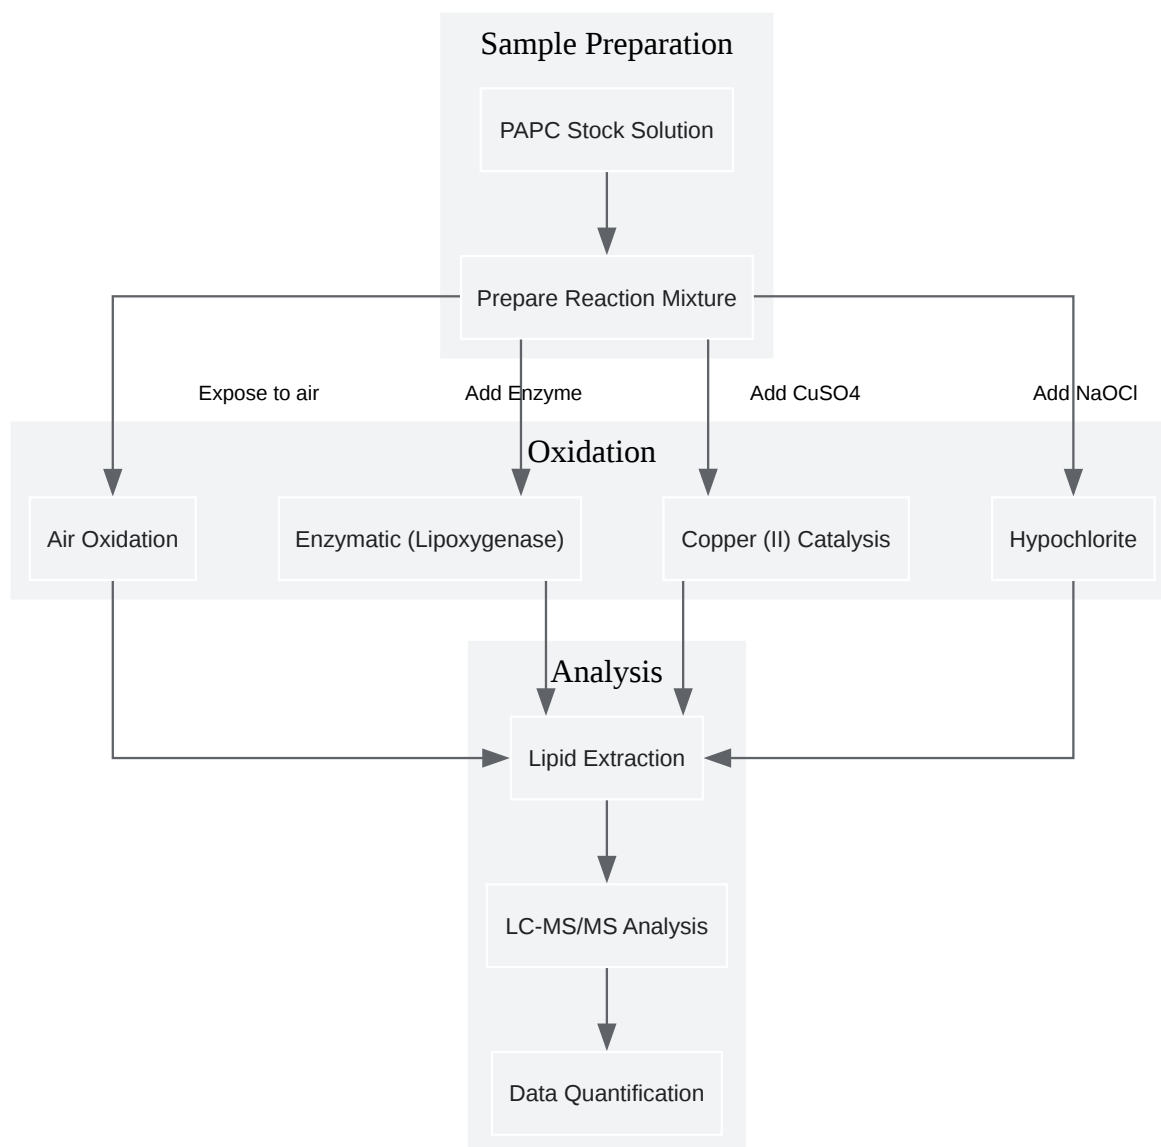 Sample Preparation
PAPC Stock Solution
Prepare Reaction Mixture
Expose to air
Add Enzyme
Add CuSO4
Add NaOCl
Oxidation
Air Oxidation
Enzymatic (Lipoxygenase)
Copper (II) Catalysis
Hypochlorite
Analysis
Lipid Extraction
LC-MS/MS Analysis
Data Quantification